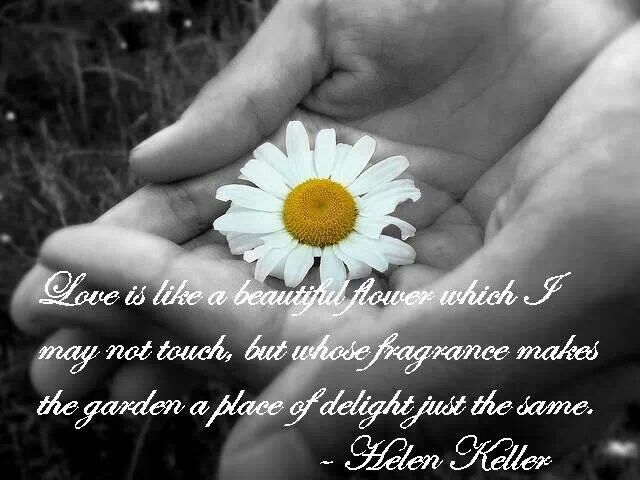 Love is like a beautiful flower which I
may not touch, but whose fragrance makes
the garden a place of delight just the same.
~ Helen Keller